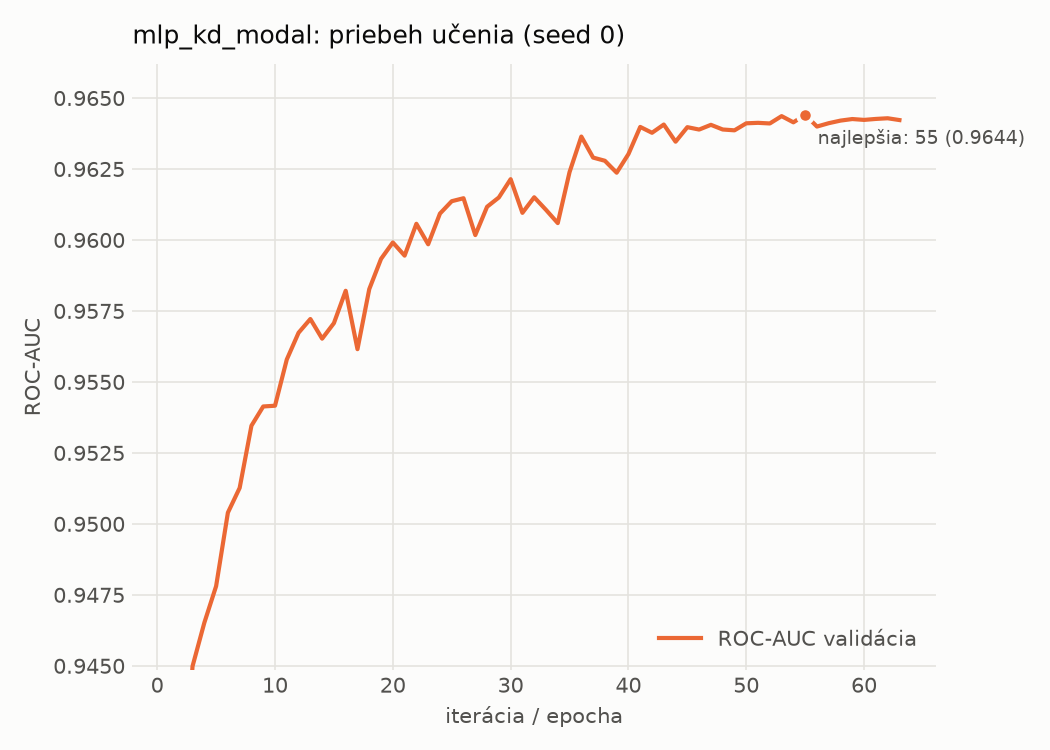 mlp_kd_modal: priebeh učenia (seed 0)
0.9650
0.9625
0.9600
0.9575
0.9550
0.9525
0.9500
0.9475
0.9450
ROC-AUC
najlepšia: 55 (0.9644)
ROC-AUC validácia
0 10 20 30 40 50 60
iterácia / epocha